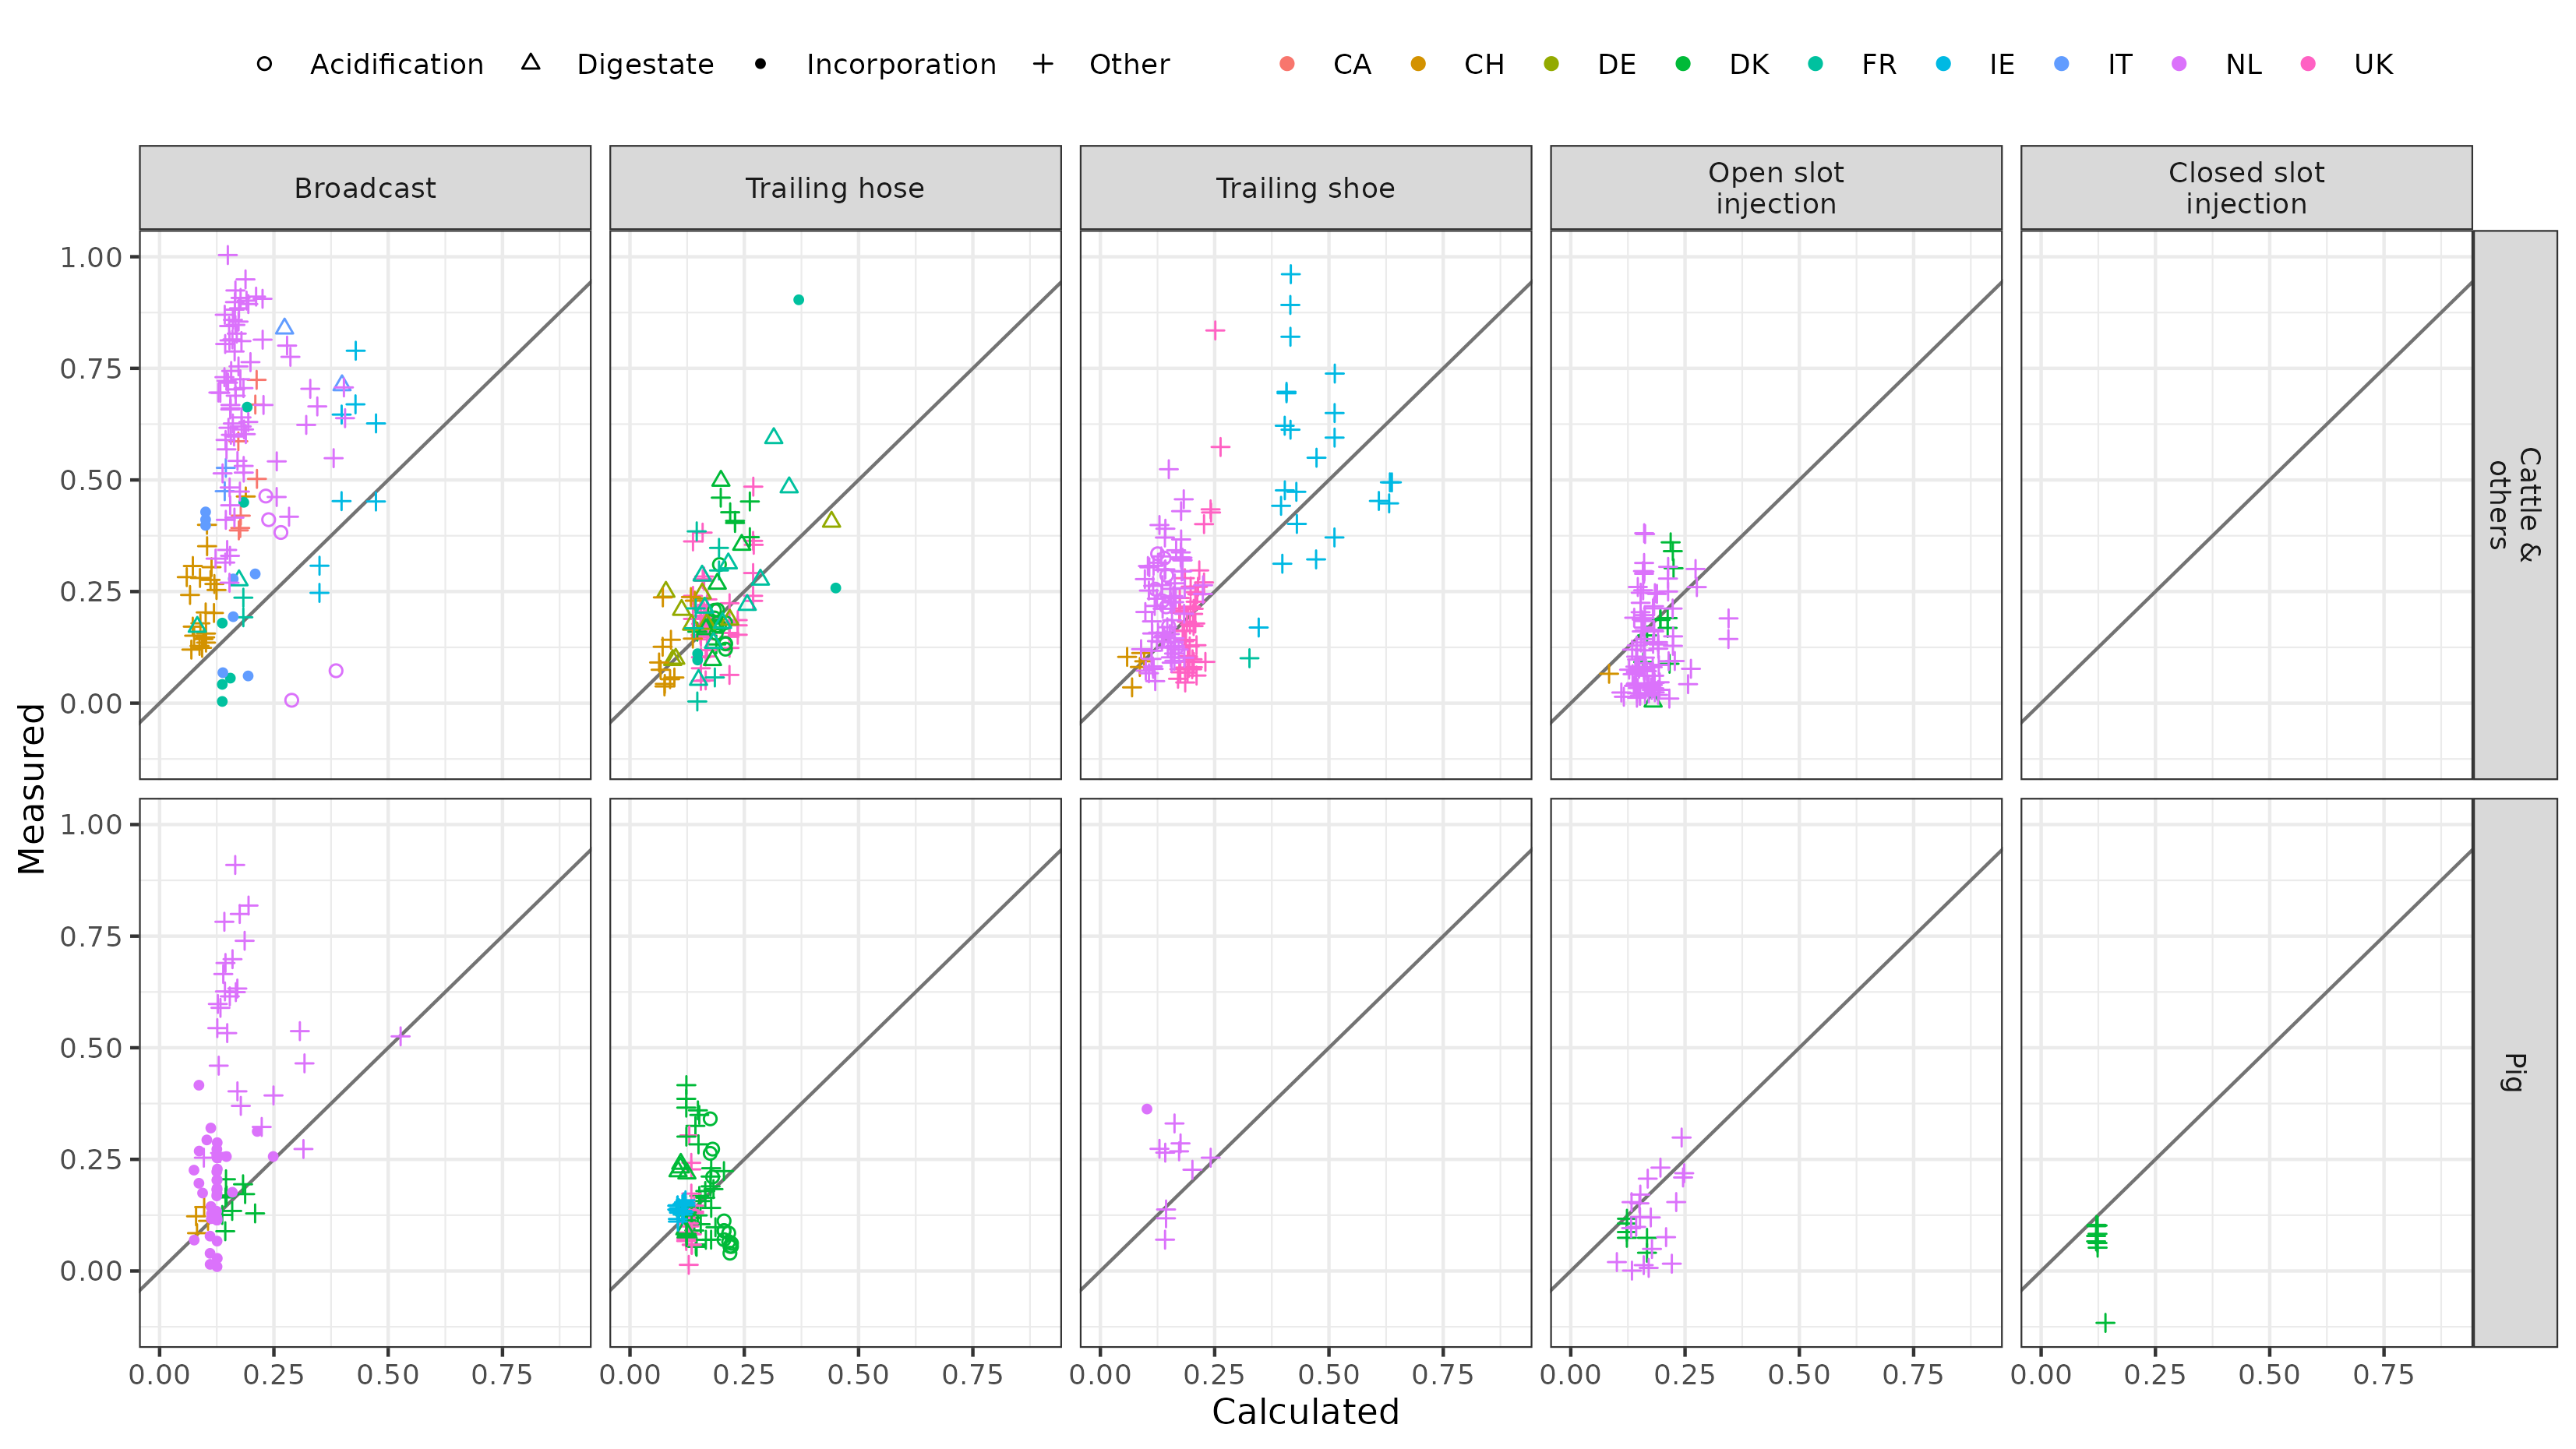 Acidification Digestate Incorporation Other CA CH DE DK FR IE IT NL UK
Broadcast
Trailing hose
Trailing shoe
Open slot
injection
Closed slot
injection
1.00
0.75
0.50
0.25
0.00
Cattle &
others
1.00
0.75
0.50
0.25
0.00
Pig
Measured
0.00 0.25 0.50 0.75 0.00 0.25 0.50 0.75 0.00 0.25 0.50 0.75 0.00 0.25 0.50 0.75 0.00 0.25 0.50 0.75
Calculated